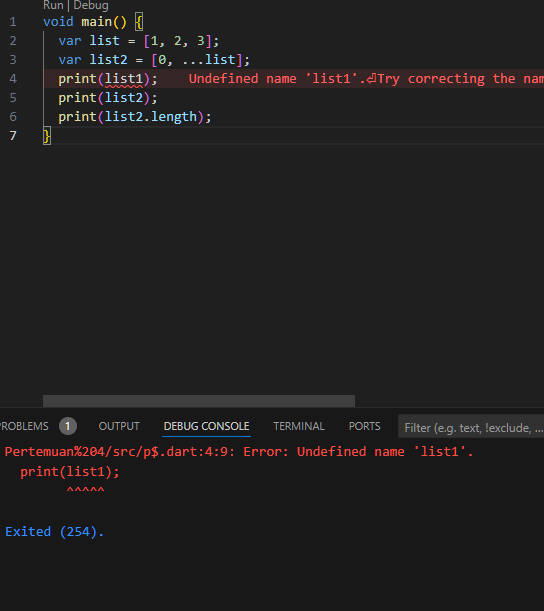 Run | Debug
1 void main() {
2 var list = [1, 2, 3];
3 var list2 = [0, ...list];
4 print(list1); Undefined name 'list1'.⏎Try correcting the nam
5 print(list2);
6 print(list2.length);
7 }
ROBLEMS 1 OUTPUT DEBUG CONSOLE TERMINAL PORTS Filter (e.g. text, !exclude, ...
Pertemuan%204/src/p$.dart:4:9: Error: Undefined name 'list1'.
print(list1);
^^^^^
Exited (254).